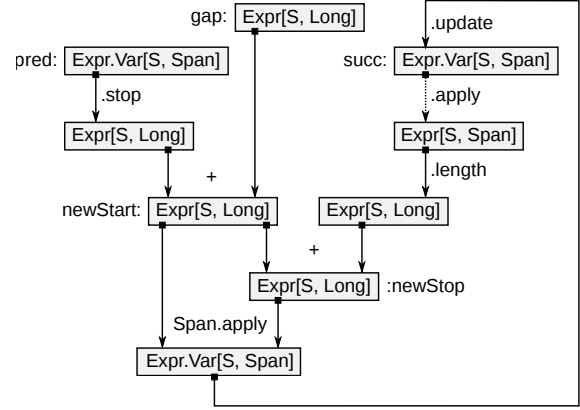 gap: Expr[S, Long]
.update
pred: Expr.Var[S, Span]
succ: Expr.Var[S, Span]
.stop
.apply
Expr[S, Long]
Expr[S, Span]
+
.length
newStart: Expr[S, Long]
Expr[S, Long]
+
Expr[S, Long] :newStop
Span.apply
Expr.Var[S, Span]